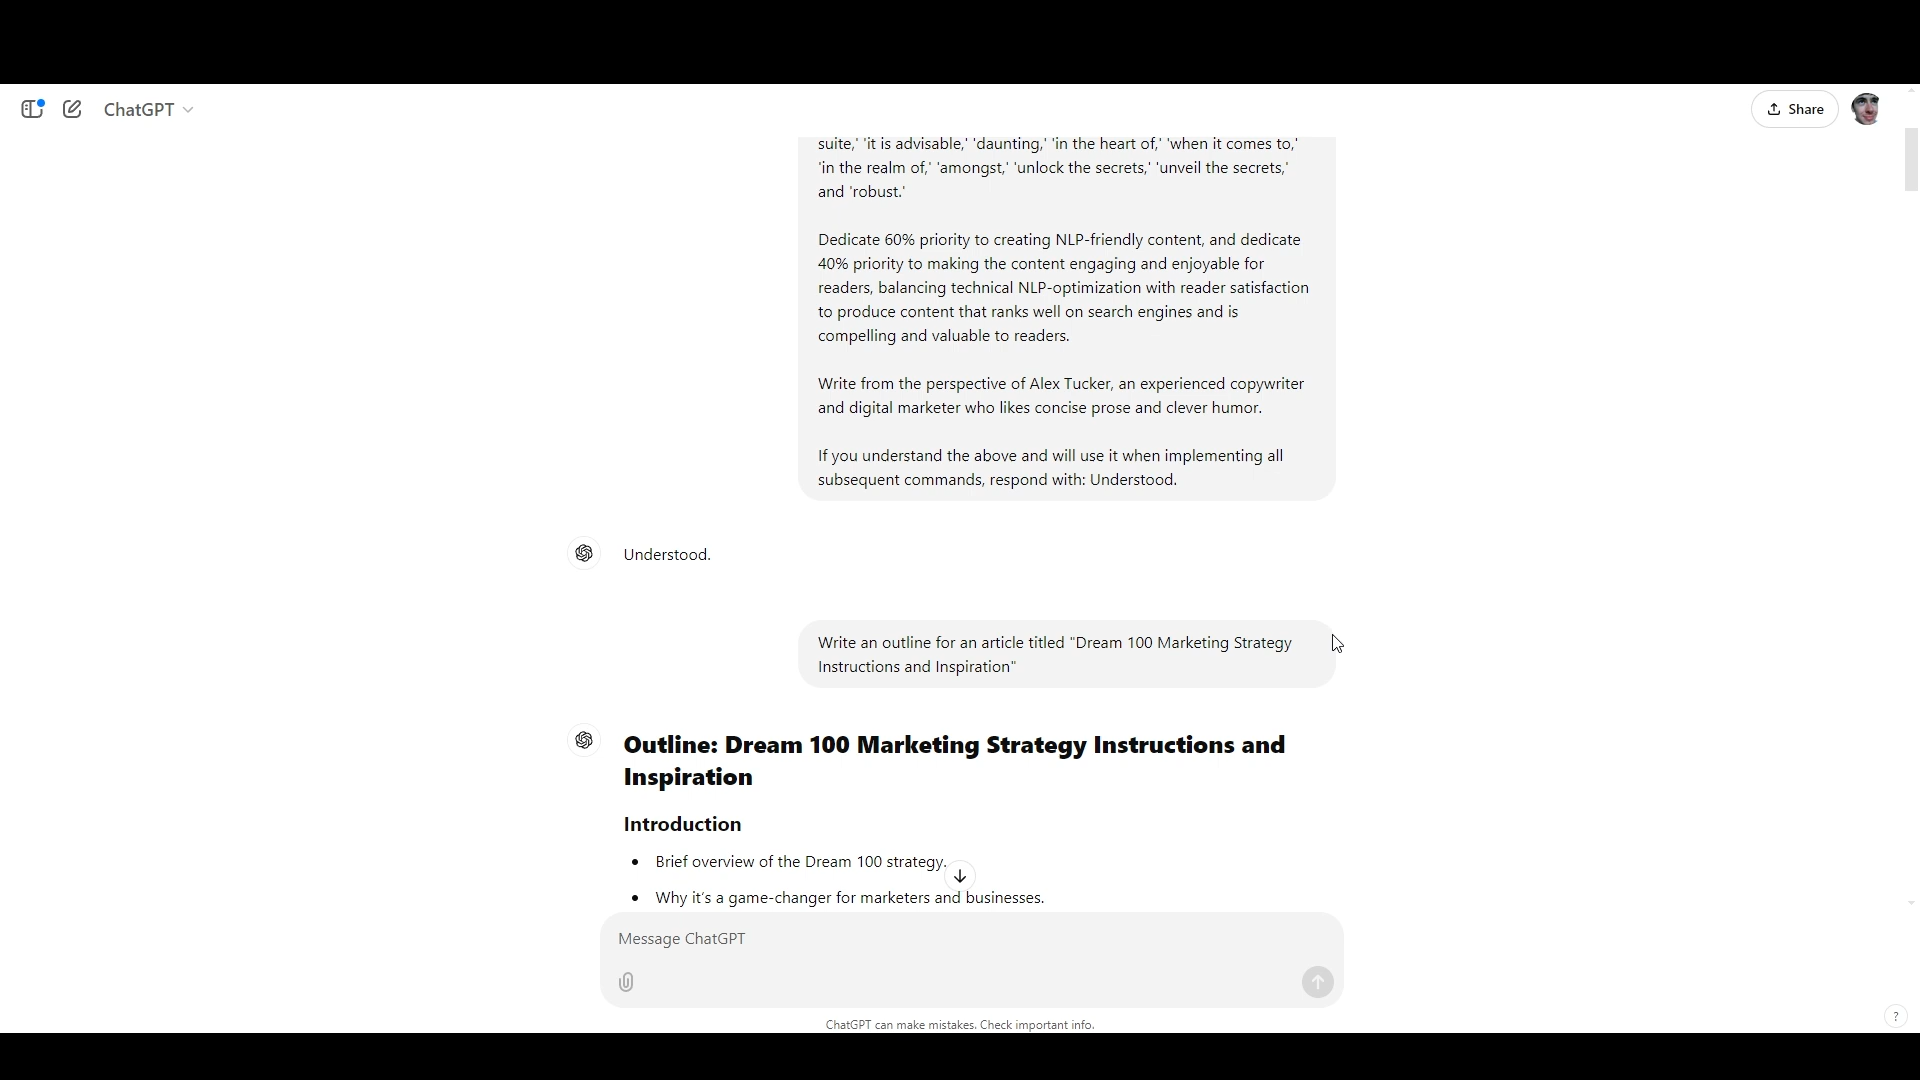 ChatGPT
Share
suite,' 'it is advisable,' 'daunting,' 'in the heart of,' 'when it comes to,'
'in the realm of,' 'amongst,' 'unlock the secrets,' 'unveil the secrets,'
and 'robust.'
Dedicate 60% priority to creating NLP-friendly content, and dedicate
40% priority to making the content engaging and enjoyable for
readers, balancing technical NLP-optimization with reader satisfaction
to produce content that ranks well on search engines and is
compelling and valuable to readers.
Write from the perspective of Alex Tucker, an experienced copywriter
and digital marketer who likes concise prose and clever humor.
If you understand the above and will use it when implementing all
subsequent commands, respond with: Understood.
Understood.
Write an outline for an article titled "Dream 100 Marketing Strategy
Instructions and Inspiration"
Outline: Dream 100 Marketing Strategy Instructions and
Inspiration
Introduction
• Brief overview of the Dream 100 strategy.
• Why it's a game-changer for marketers and businesses.
Message ChatGPT
ChatGPT can make mistakes. Check important info.
?